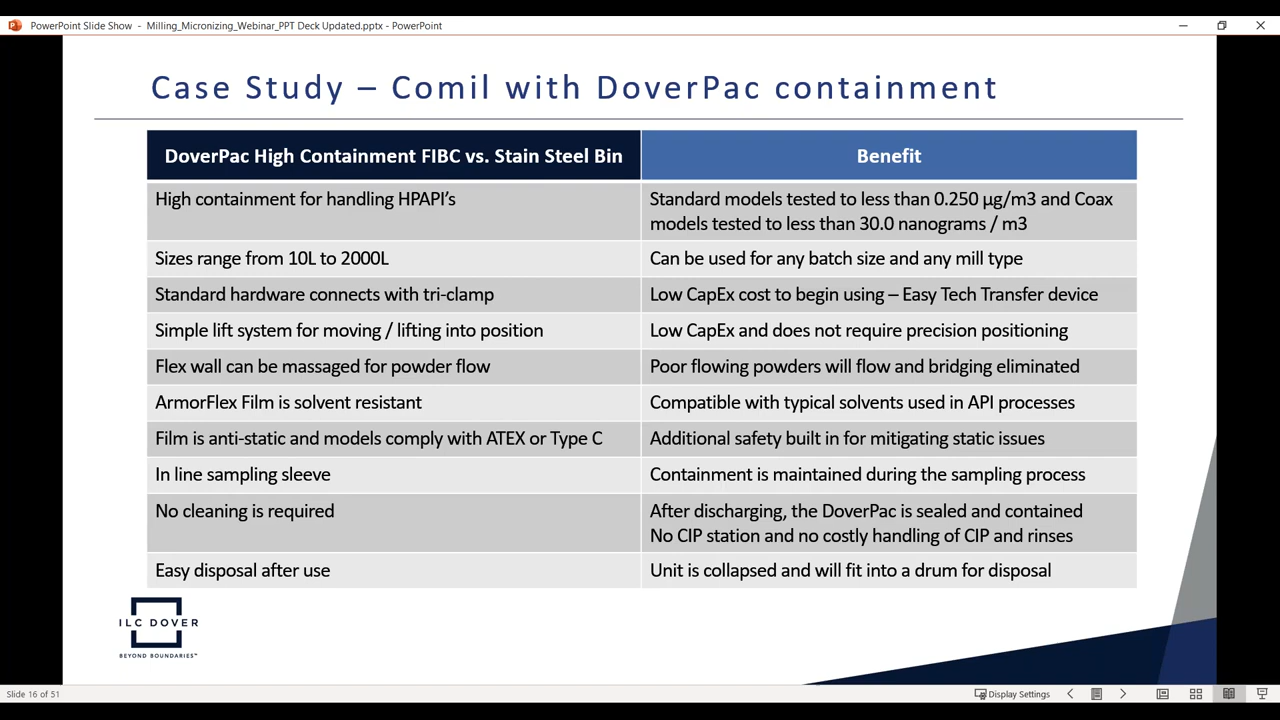 PowerPoint Slide Show - Milling_Micronizing_Webinar_PPT Deck Updated.pptx - PowerPoint
Case Study – Comil with DoverPac containment
DoverPac High Containment FIBC vs. Stain Steel Bin
Benefit
High containment for handling HPAPI's
Standard models tested to less than 0.250 µg/m3 and Coax
models tested to less than 30.0 nanograms / m3
Sizes range from 10L to 2000L
Can be used for any batch size and any mill type
Standard hardware connects with tri-clamp
Low CapEx cost to begin using – Easy Tech Transfer device
Simple lift system for moving / lifting into position
Low CapEx and does not require precision positioning
Flex wall can be massaged for powder flow
Poor flowing powders will flow and bridging eliminated
ArmorFlex Film is solvent resistant
Compatible with typical solvents used in API processes
Film is anti-static and models comply with ATEX or Type C
Additional safety built in for mitigating static issues
In line sampling sleeve
Containment is maintained during the sampling process
No cleaning is required
After discharging, the DoverPac is sealed and contained
No CIP station and no costly handling of CIP and rinses
Easy disposal after use
Unit is collapsed and will fit into a drum for disposal
ILC DOVER
BEYOND BOUNDARIES™
Slide 16 of 51
Display Settings